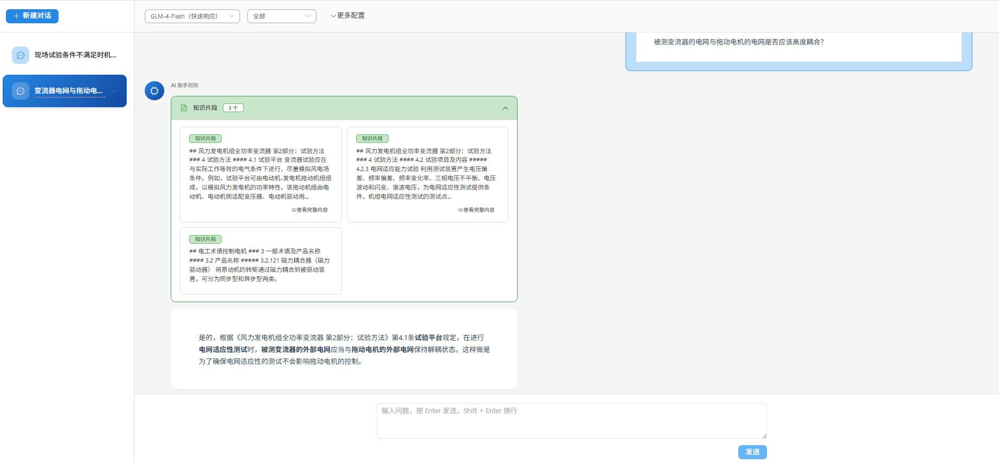 新建对话
GLM-4-Flash（快速响应）
全部
更多配置
现场试验条件不满足时机...
变流器电网与拖动电...
...
被测变流器的电网与拖动电机的电网是否应该高度耦合？
AI 助手刚刚
知识片段
3 个
知识片段
## 风力发电机组全功率变流器 第2部分：试验方法
### 4 试验方法 #### 4.1 试验平台 变流器试验应在
与实际工作等效的电气条件下进行，尽量模拟风电场
条件。例如，试验平台可由电动机-发电机拖动机组组
成，以模拟风力发电机的功率特性，该拖动机组由电
动机、电动机侧适配变压器、电动机驱动用...
查看完整内容
知识片段
## 风力发电机组全功率变流器 第2部分：试验方法
### 4 试验方法 #### 4.2 试验项目及内容 #####
4.2.3 电网适应能力试验 利用测试装置产生电压偏
差、频率偏差、频率变化率、三相电压不平衡、电压
波动和闪变、谐波电压，为电网适应性测试提供条
件，机组电网适应性测试的测试点...
查看完整内容
知识片段
## 电工术语控制电机 ### 3 一般术语及产品名称
#### 3.2 产品名称 ##### 3.2.121 磁力耦合器（磁力
驱动器） 将原动机的转矩通过磁力耦合到被驱动装
置，可分为同步型和异步型两类。
是的，根据《风力发电机组全功率变流器 第2部分：试验方法》第4.1条试验平台规定，在进行
电网适应性测试时，被测变流器的外部电网应当与拖动电机的外部电网保持解耦状态。这样做是
为了确保电网适应性的测试不会影响拖动电机的控制。
输入问题，按 Enter 发送，Shift + Enter 换行
发送